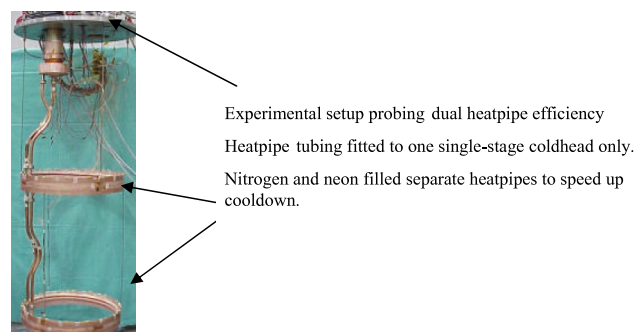 Experimental setup probing dual heatpipe efficiency
Heatpipe tubing fitted to one single-stage coldhead only.
Nitrogen and neon filled separate heatpipes to speed up
cooldown.